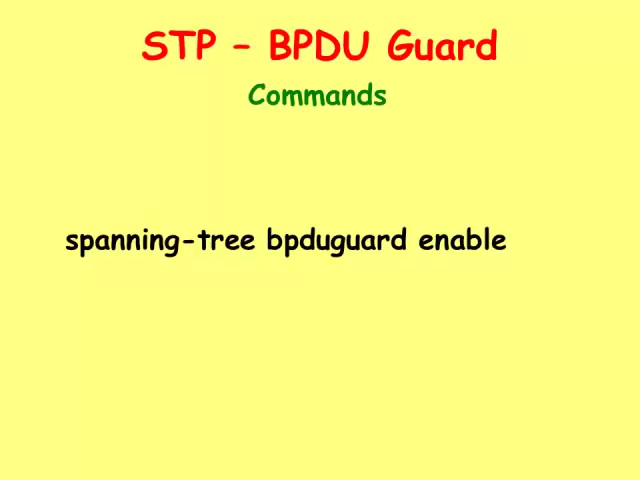 STP – BPDU Guard
Commands
spanning-tree bpduguard enable